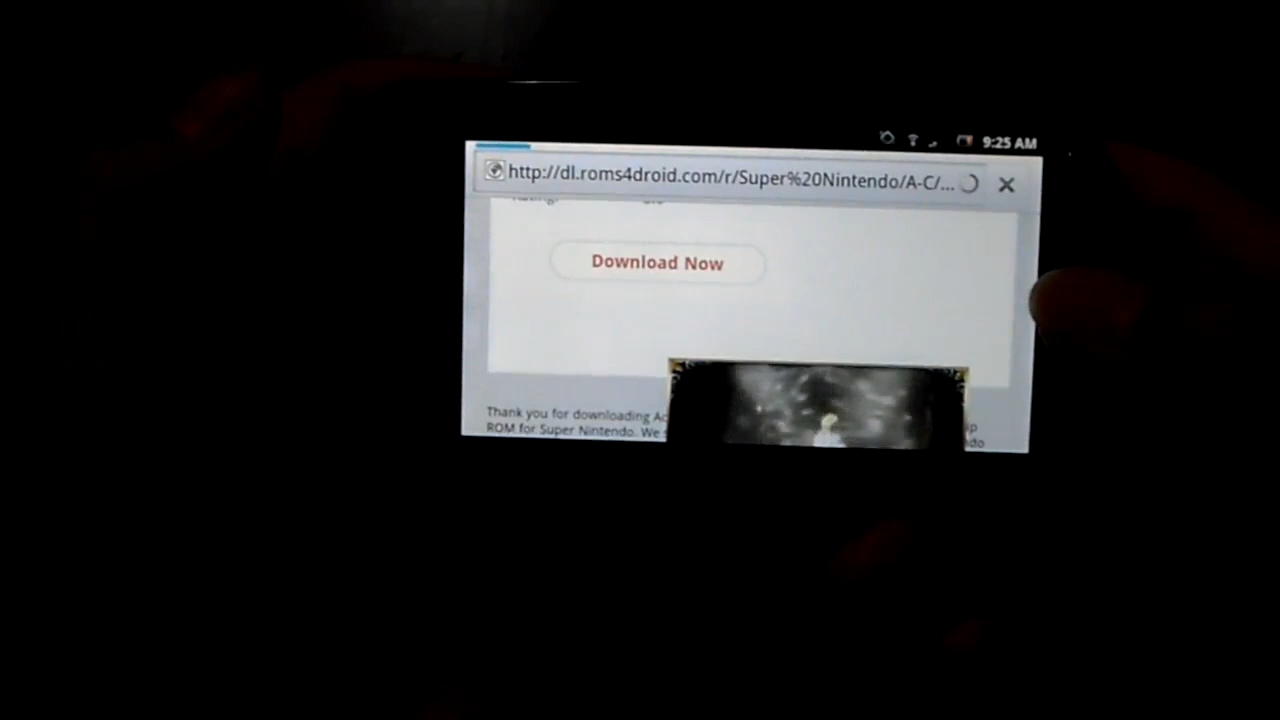 9:25 AM
http://dl.roms4droid.com/r/Super%20Nintendo/A-C/...
Download Now
Thank you for downloading
ROM for Super Nintendo. We